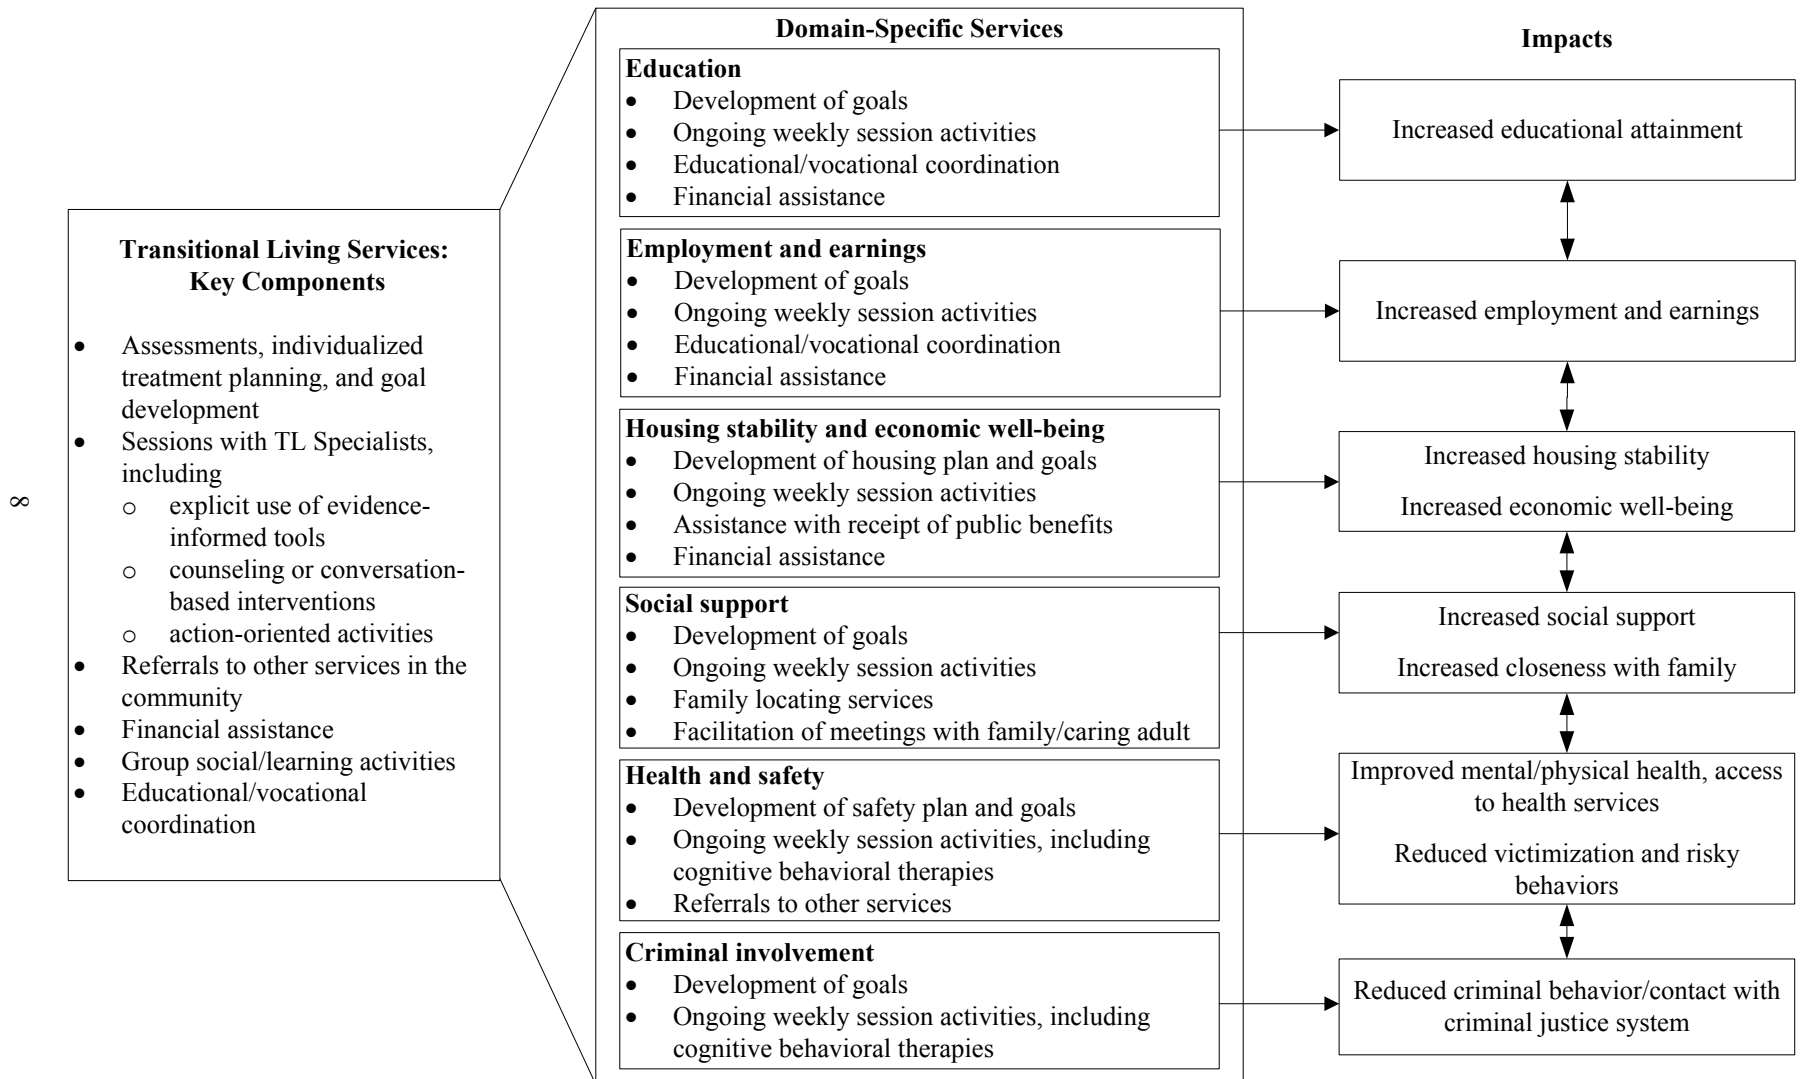 8
Transitional Living Services:
Key Components
• Assessments, individualized
treatment planning, and goal
development
• Sessions with TL Specialists,
including
o explicit use of evidence-
informed tools
o counseling or conversation-
based interventions
o action-oriented activities
• Referrals to other services in the
community
• Financial assistance
• Group social/learning activities
• Educational/vocational
coordination
Domain-Specific Services
Education
• Development of goals
• Ongoing weekly session activities
• Educational/vocational coordination
• Financial assistance
Employment and earnings
• Development of goals
• Ongoing weekly session activities
• Educational/vocational coordination
• Financial assistance
Housing stability and economic well-being
• Development of housing plan and goals
• Ongoing weekly session activities
• Assistance with receipt of public benefits
• Financial assistance
Social support
• Development of goals
• Ongoing weekly session activities
• Family locating services
• Facilitation of meetings with family/caring adult
Health and safety
• Development of safety plan and goals
• Ongoing weekly session activities, including
cognitive behavioral therapies
• Referrals to other services
Criminal involvement
• Development of goals
• Ongoing weekly session activities, including
cognitive behavioral therapies
Impacts
Increased educational attainment
Increased employment and earnings
Increased housing stability
Increased economic well-being
Increased social support
Increased closeness with family
Improved mental/physical health, access
to health services
Reduced victimization and risky
behaviors
Reduced criminal behavior/contact with
criminal justice system